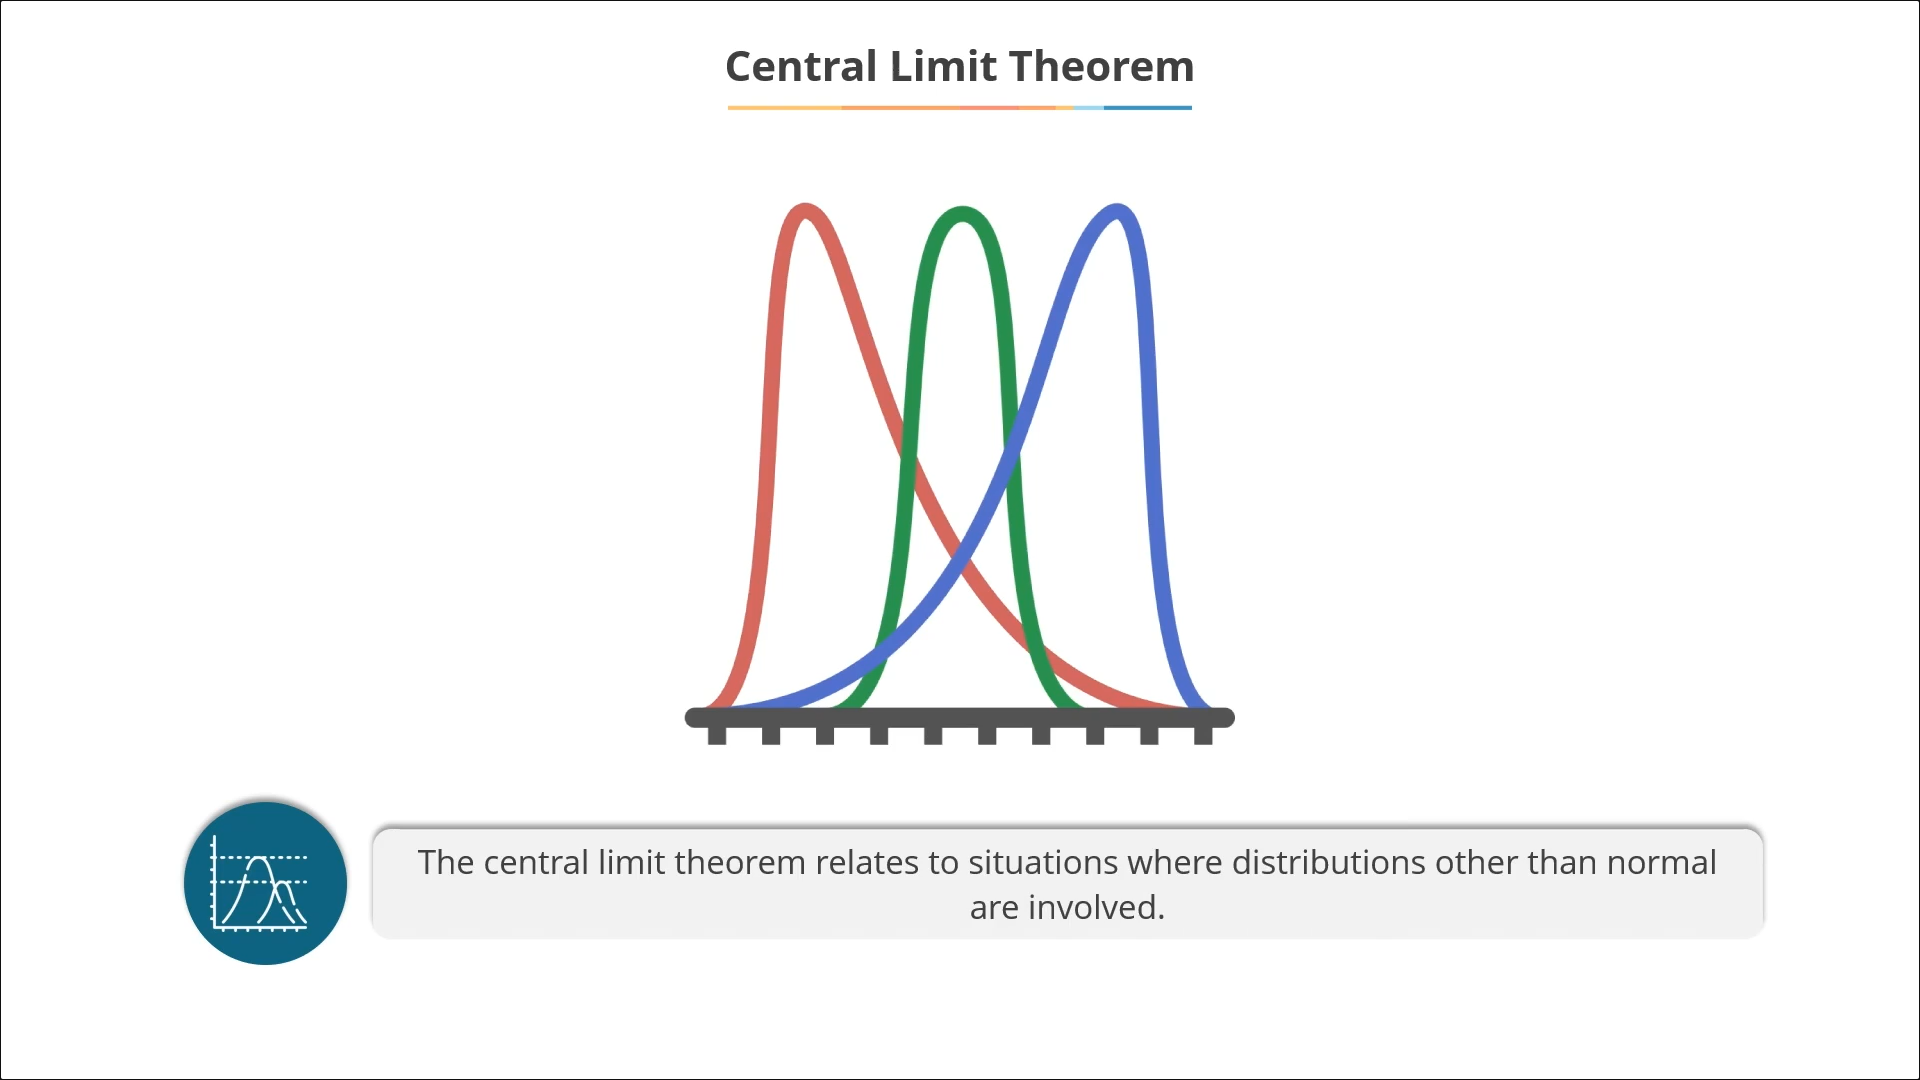 Central Limit Theorem
The central limit theorem relates to situations where distributions other than normal
are involved.